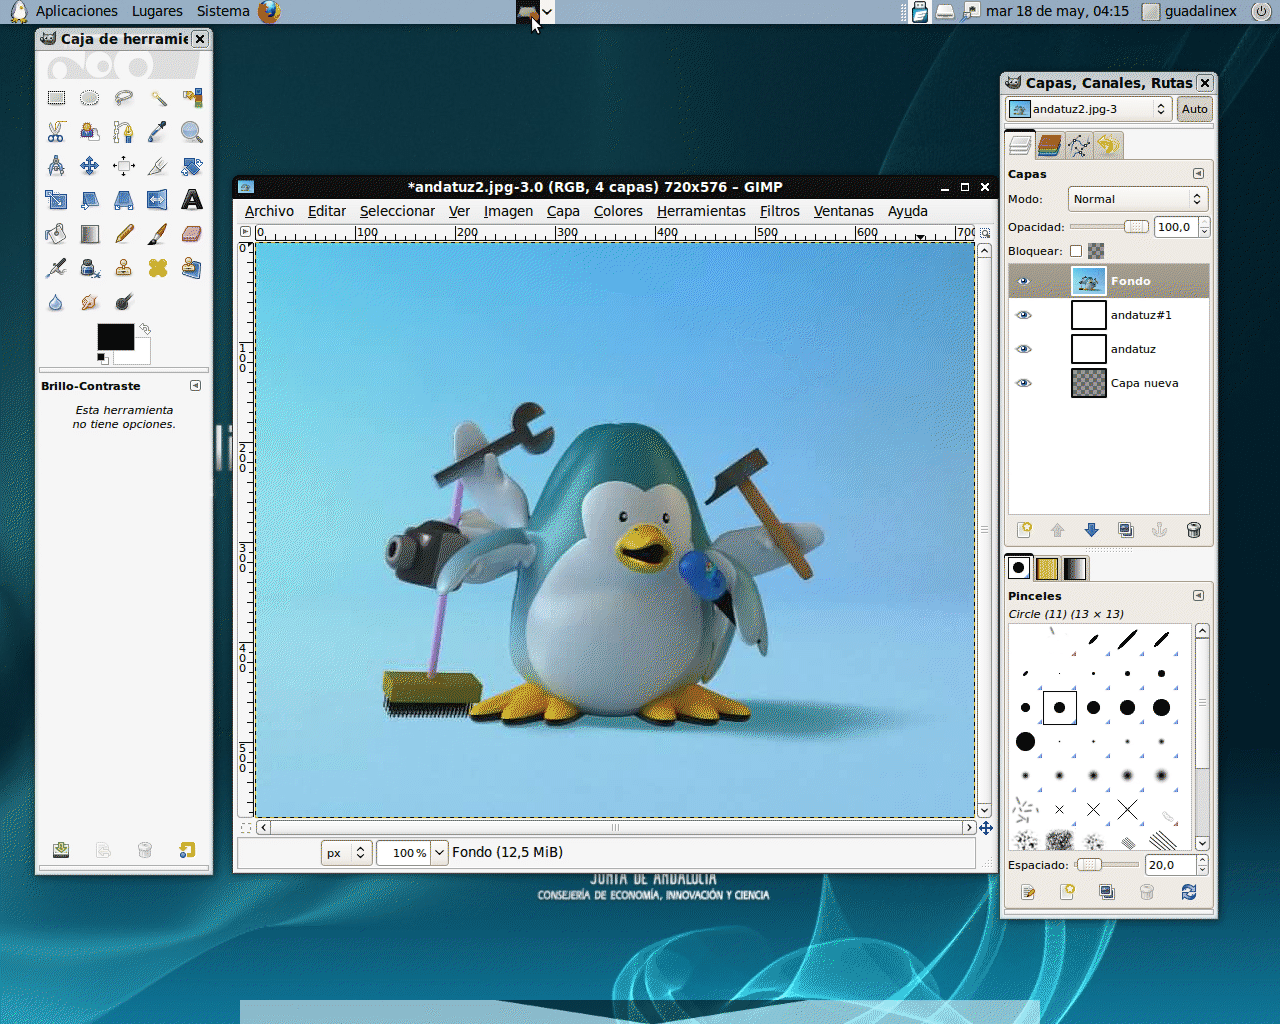 Aplicaciones Lugares Sistema
mar 18 de may, 04:15 guadalinex
Caja de herramie
Brillo-Contraste
Esta herramienta
no tiene opciones.
*andatuz2.jpg-3.0 (RGB, 4 capas) 720x576 – GIMP
Archivo Editar Seleccionar Ver Imagen Capa Colores Herramientas Filtros Ventanas Ayuda
0 100 200 300 400 500 600 700
0
100
200
300
400
500
px 100 % Fondo (12,5 MiB)
Capas, Canales, Rutas
andatuz2.jpg-3 Auto
Capas
Modo: Normal
Opacidad: 100,0
Bloquear:
Fondo
andatuz#1
andatuz
Capa nueva
Pinceles
Circle (11) (13 × 13)
Espaciado: 20,0
JUNTA DE ANDALUCIA
CONSEJERÍA DE ECONOMÍA, INNOVACIÓN Y CIENCIA